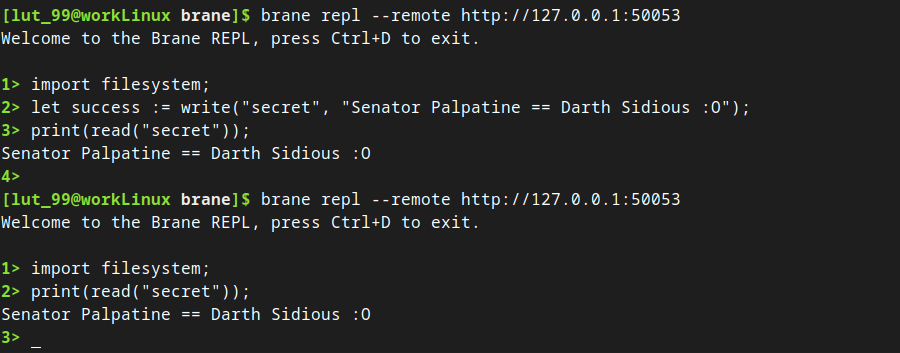 [lut_99@workLinux brane]$ brane repl --remote http://127.0.0.1:50053
Welcome to the Brane REPL, press Ctrl+D to exit.
1> import filesystem;
2> let success := write("secret", "Senator Palpatine == Darth Sidious :O");
3> print(read("secret"));
Senator Palpatine == Darth Sidious :O
4>
[lut_99@workLinux brane]$ brane repl --remote http://127.0.0.1:50053
Welcome to the Brane REPL, press Ctrl+D to exit.
1> import filesystem;
2> print(read("secret"));
Senator Palpatine == Darth Sidious :O
3> _